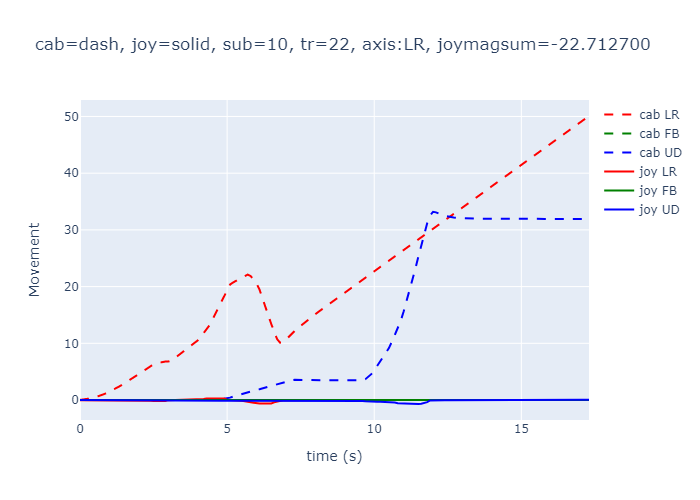 cab=dash, joy=solid, sub=10, tr=22, axis:LR, joymagsum=-22.712700
cab LR
cab FB
cab UD
joy LR
joy FB
joy UD
Movement
50
40
30
20
10
0
0 5 10 15
time (s)